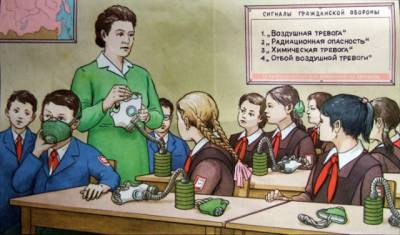 СИГНАЛЫ ГРАЖДАНСКОЙ ОБОРОНЫ
1. „ВОЗДУШНАЯ ТРЕВОГА"
2. „РАДИАЦИОННАЯ ОПАСНОСТЬ"
3. „ХИМИЧЕСКАЯ ТРЕВОГА"
4. „ОТБОЙ ВОЗДУШНОЙ ТРЕВОГИ"